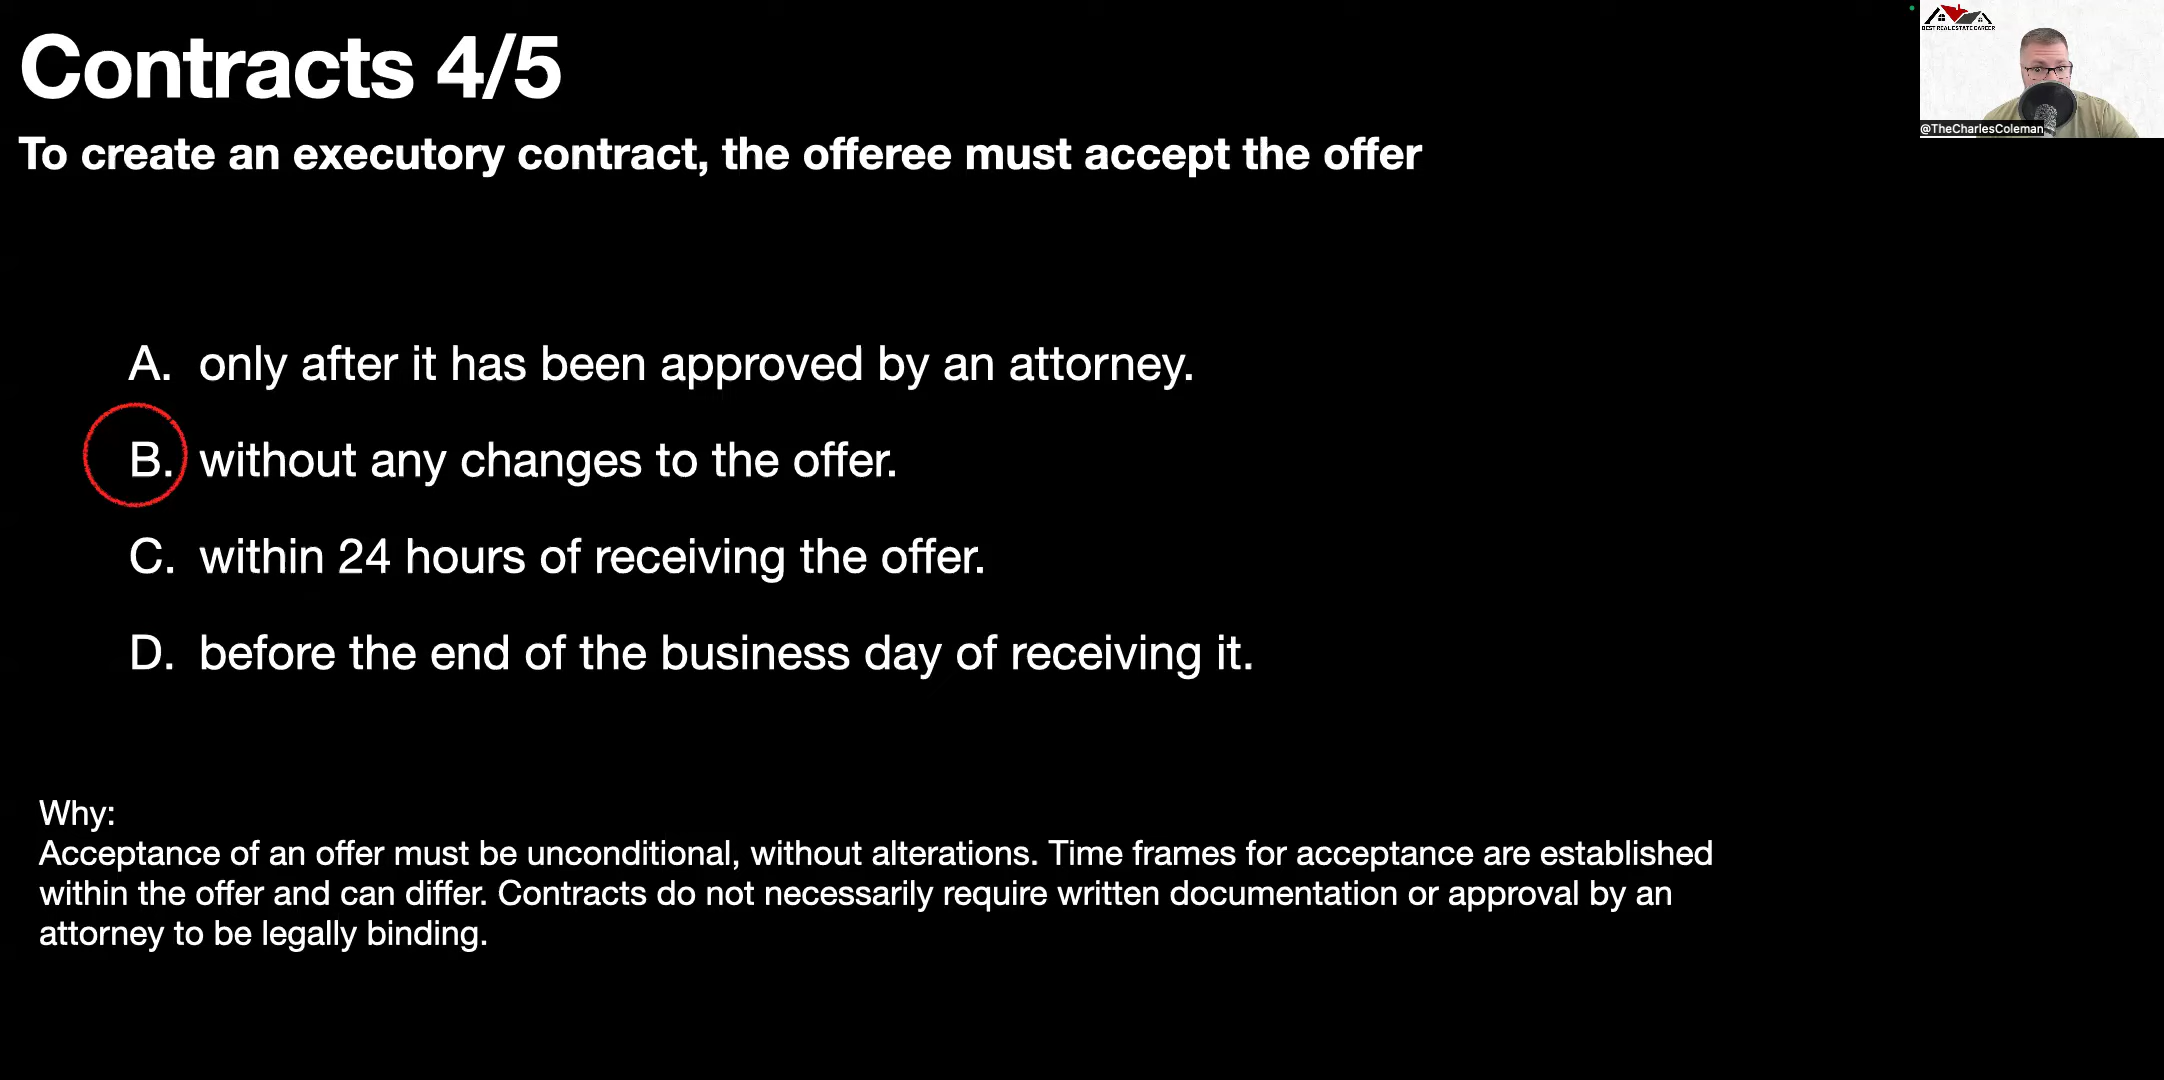 Contracts 4/5
BEST REAL ESTATE CAREER
@TheCharlesColeman
To create an executory contract, the offeree must accept the offer
A. only after it has been approved by an attorney.
B. without any changes to the offer.
C. within 24 hours of receiving the offer.
D. before the end of the business day of receiving it.
Why:
Acceptance of an offer must be unconditional, without alterations. Time frames for acceptance are established
within the offer and can differ. Contracts do not necessarily require written documentation or approval by an
attorney to be legally binding.